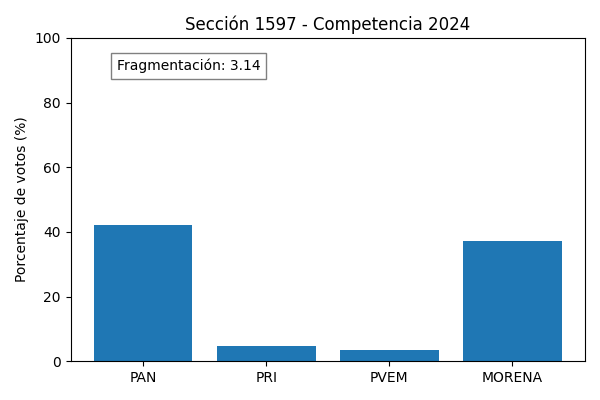 Sección 1597 - Competencia 2024
Fragmentación: 3.14
Porcentaje de votos (%)
100
80
60
40
20
0
PAN PRI PVEM MORENA